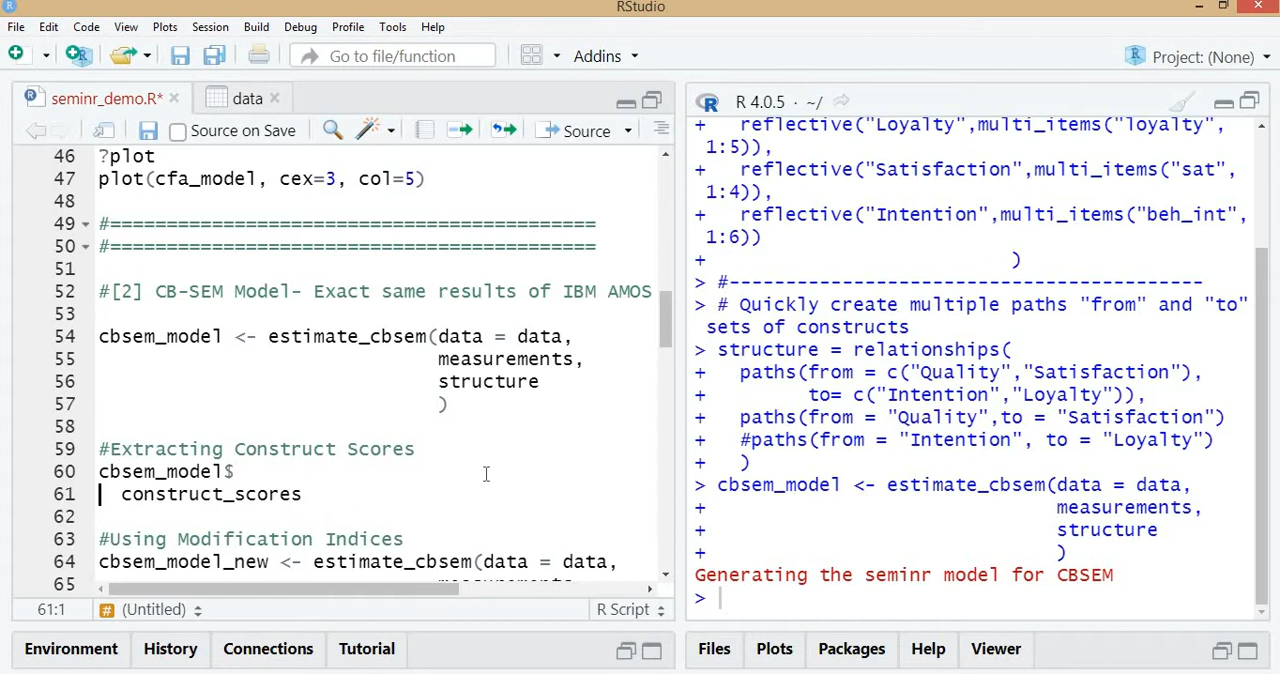 RStudio
File Edit Code View Plots Session Build Debug Profile Tools Help
Go to file/function Addins Project: (None)
seminr_demo.R* data
Source on Save Source
46 ?plot
47 plot(cfa_model, cex=3, col=5)
48
49 #===========================================
50 #===========================================
51
52 #[2] CB-SEM Model- Exact same results of IBM AMOS
53
54 cbsem_model <- estimate_cbsem(data = data,
55 measurements,
56 structure
57 )
58
59 #Extracting Construct Scores
60 cbsem_model$
61 construct_scores
62
63 #Using Modification Indices
64 cbsem_model_new <- estimate_cbsem(data = data,
65
61:1 (Untitled) R Script
Environment History Connections Tutorial
R 4.0.5 · ~/
+ reflective("Loyalty",multi_items("loyalty",
1:5)),
+ reflective("Satisfaction",multi_items("sat",
1:4)),
+ reflective("Intention",multi_items("beh_int",
1:6))
+ )
> #------------------------------------------
> # Quickly create multiple paths "from" and "to"
sets of constructs
> structure = relationships(
+ paths(from = c("Quality","Satisfaction"),
+ to= c("Intention","Loyalty")),
+ paths(from = "Quality",to = "Satisfaction")
+ #paths(from = "Intention", to = "Loyalty")
+ )
> cbsem_model <- estimate_cbsem(data = data,
+ measurements,
+ structure
+ )
Generating the seminr model for CBSEM
>
Files Plots Packages Help Viewer